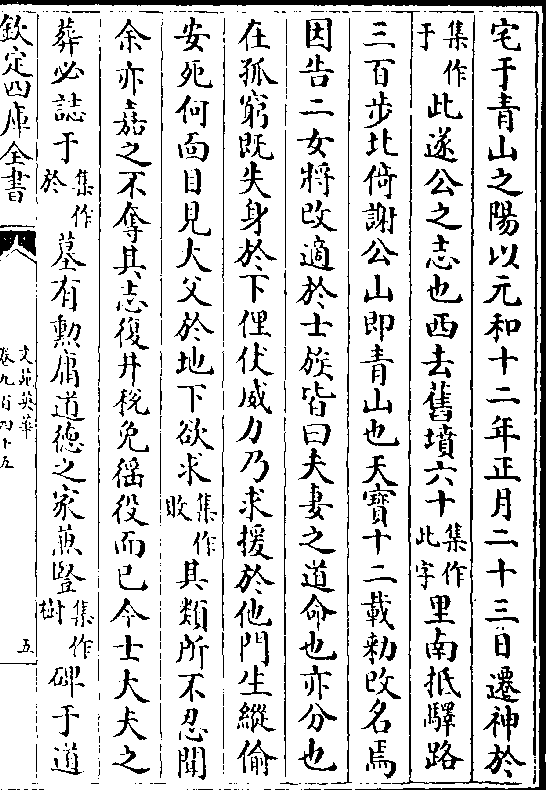 宅于青山之陽以元和十二年正月二十三日遷神於
集作于此遂公之志也西去舊墳六十集作此字里南抵驛路
三百步北倚謝公山即青山也天寳十二載勑改名焉
因告二女將改適於士族皆曰夫妻之道命也亦分也
在孤窮既失身於下俚伏威力乃求援於他門生縱偷
安死何面目見大父於地下欲求集作敗其類所不忍聞
余亦嘉之不奪其志復井稅免徭役而已今士大夫之
葬必誌于集作於墓有勲庸道德之家兼竪集作樹碑于道
欽定四庫全書
文苑英華
卷九百四十五
五